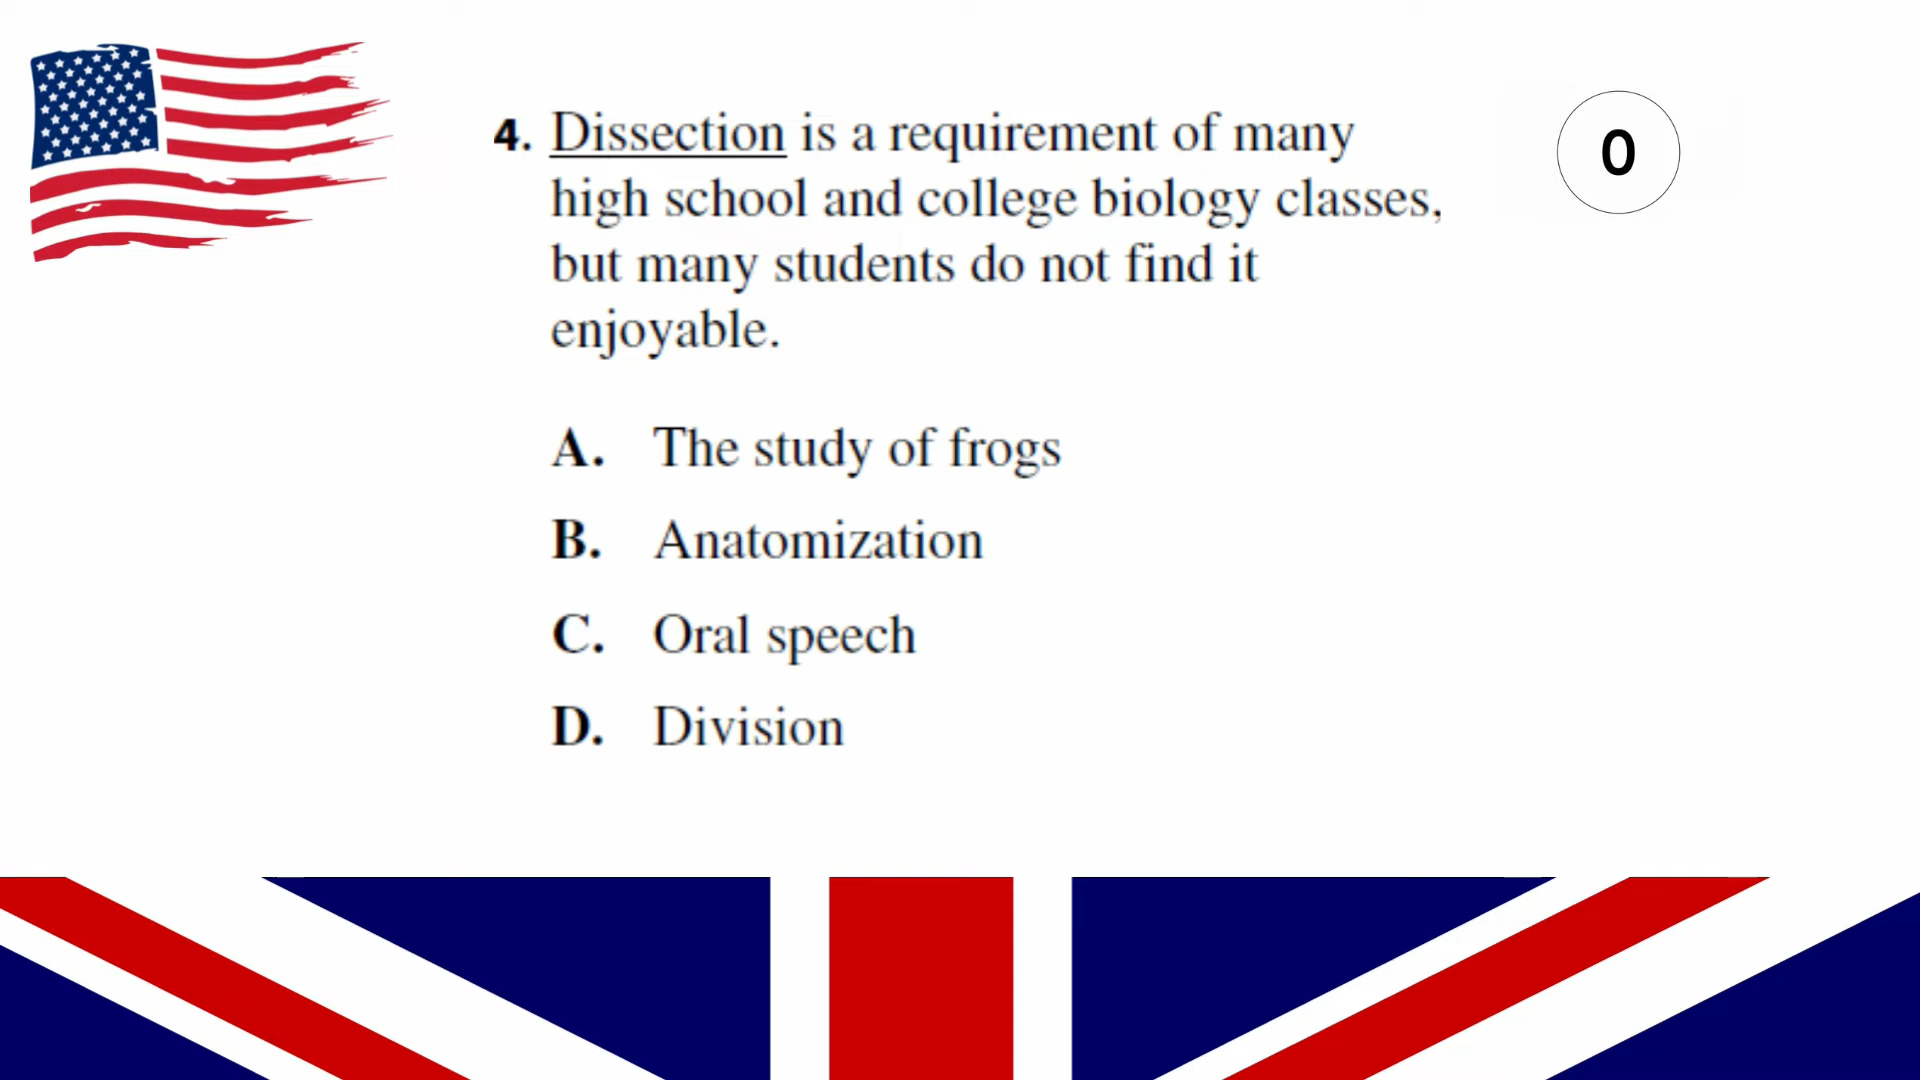 4. Dissection is a requirement of many
high school and college biology classes,
but many students do not find it
enjoyable.
A. The study of frogs
B. Anatomization
C. Oral speech
D. Division
0